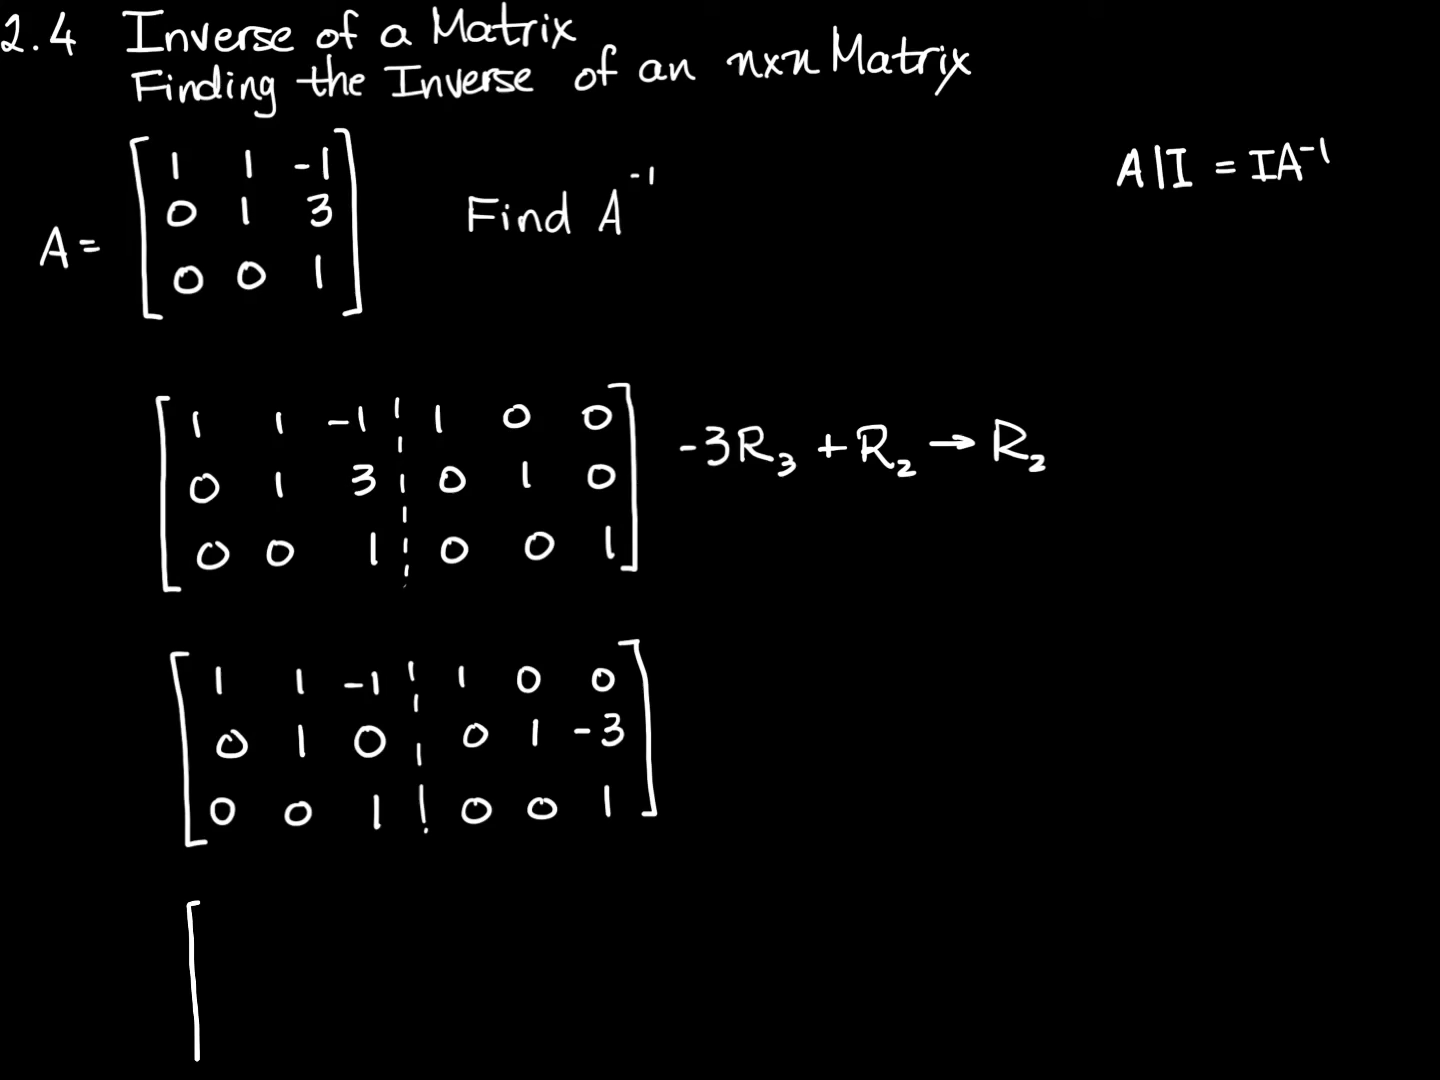 2.4 Inverse of a Matrix
Finding the Inverse of an n×n Matrix
A|I = IA⁻¹
A = [1 1 -1
0 1 3
0 0 1]
Find A⁻¹
[1 1 -1 ¦ 1 0 0
0 1 3 ¦ 0 1 0
0 0 1 ¦ 0 0 1]
-3R₃ + R₂ → R₂
[1 1 -1 ¦ 1 0 0
0 1 0 ¦ 0 1 -3
0 0 1 ¦ 0 0 1]
[